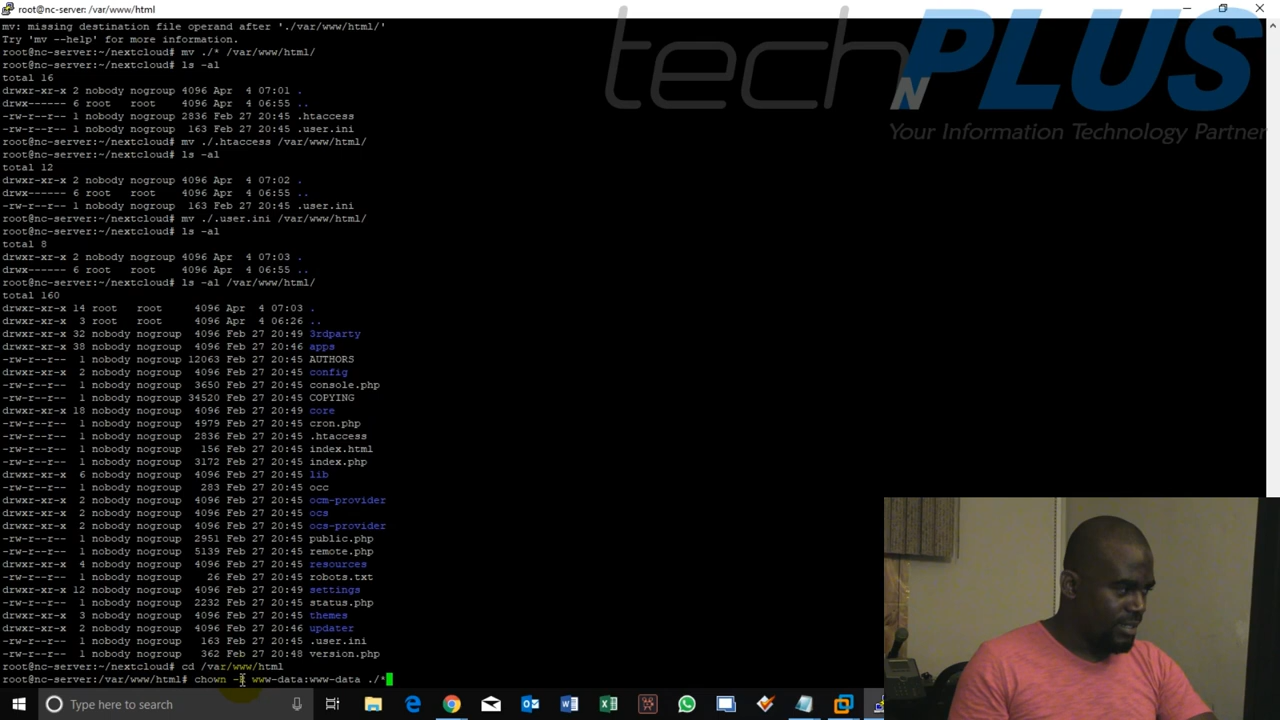 root@nc-server: /var/www/html
mv: missing destination file operand after './var/www/html/'
Try 'mv --help' for more information.
root@nc-server:~/nextcloud# mv ./* /var/www/html/
root@nc-server:~/nextcloud# ls -al
total 16
drwxr-xr-x 2 nobody nogroup 4096 Apr 4 07:01 .
drwx------ 6 root root 4096 Apr 4 06:55 ..
-rw-r--r-- 1 nobody nogroup 2836 Feb 27 20:45 .htaccess
-rw-r--r-- 1 nobody nogroup 163 Feb 27 20:45 .user.ini
root@nc-server:~/nextcloud# mv ./.htaccess /var/www/html/
root@nc-server:~/nextcloud# ls -al
total 12
drwxr-xr-x 2 nobody nogroup 4096 Apr 4 07:02 .
drwx------ 6 root root 4096 Apr 4 06:55 ..
-rw-r--r-- 1 nobody nogroup 163 Feb 27 20:45 .user.ini
root@nc-server:~/nextcloud# mv ./.user.ini /var/www/html/
root@nc-server:~/nextcloud# ls -al
total 8
drwxr-xr-x 2 nobody nogroup 4096 Apr 4 07:03 .
drwx------ 6 root root 4096 Apr 4 06:55 ..
root@nc-server:~/nextcloud# ls -al /var/www/html/
total 160
drwxr-xr-x 14 root root 4096 Apr 4 07:03 .
drwxr-xr-x 3 root root 4096 Apr 4 06:26 ..
drwxr-xr-x 32 nobody nogroup 4096 Feb 27 20:49 3rdparty
drwxr-xr-x 38 nobody nogroup 4096 Feb 27 20:46 apps
-rw-r--r-- 1 nobody nogroup 12063 Feb 27 20:45 AUTHORS
drwxr-xr-x 2 nobody nogroup 4096 Feb 27 20:45 config
-rw-r--r-- 1 nobody nogroup 3650 Feb 27 20:45 console.php
-rw-r--r-- 1 nobody nogroup 34520 Feb 27 20:45 COPYING
drwxr-xr-x 18 nobody nogroup 4096 Feb 27 20:49 core
-rw-r--r-- 1 nobody nogroup 4979 Feb 27 20:45 cron.php
-rw-r--r-- 1 nobody nogroup 2836 Feb 27 20:45 .htaccess
-rw-r--r-- 1 nobody nogroup 156 Feb 27 20:45 index.html
-rw-r--r-- 1 nobody nogroup 3172 Feb 27 20:45 index.php
drwxr-xr-x 6 nobody nogroup 4096 Feb 27 20:45 lib
-rw-r--r-- 1 nobody nogroup 283 Feb 27 20:45 occ
drwxr-xr-x 2 nobody nogroup 4096 Feb 27 20:45 ocm-provider
drwxr-xr-x 2 nobody nogroup 4096 Feb 27 20:45 ocs
drwxr-xr-x 2 nobody nogroup 4096 Feb 27 20:45 ocs-provider
-rw-r--r-- 1 nobody nogroup 2951 Feb 27 20:45 public.php
-rw-r--r-- 1 nobody nogroup 5139 Feb 27 20:45 remote.php
drwxr-xr-x 4 nobody nogroup 4096 Feb 27 20:45 resources
-rw-r--r-- 1 nobody nogroup 26 Feb 27 20:45 robots.txt
drwxr-xr-x 12 nobody nogroup 4096 Feb 27 20:49 settings
-rw-r--r-- 1 nobody nogroup 2232 Feb 27 20:45 status.php
drwxr-xr-x 3 nobody nogroup 4096 Feb 27 20:45 themes
drwxr-xr-x 2 nobody nogroup 4096 Feb 27 20:46 updater
-rw-r--r-- 1 nobody nogroup 163 Feb 27 20:45 .user.ini
-rw-r--r-- 1 nobody nogroup 362 Feb 27 20:48 version.php
root@nc-server:~/nextcloud# cd /var/www/html
root@nc-server:/var/www/html# chown www-data:www-data ./*
tech N PLUS
Your Information Technology Partner
Type here to search